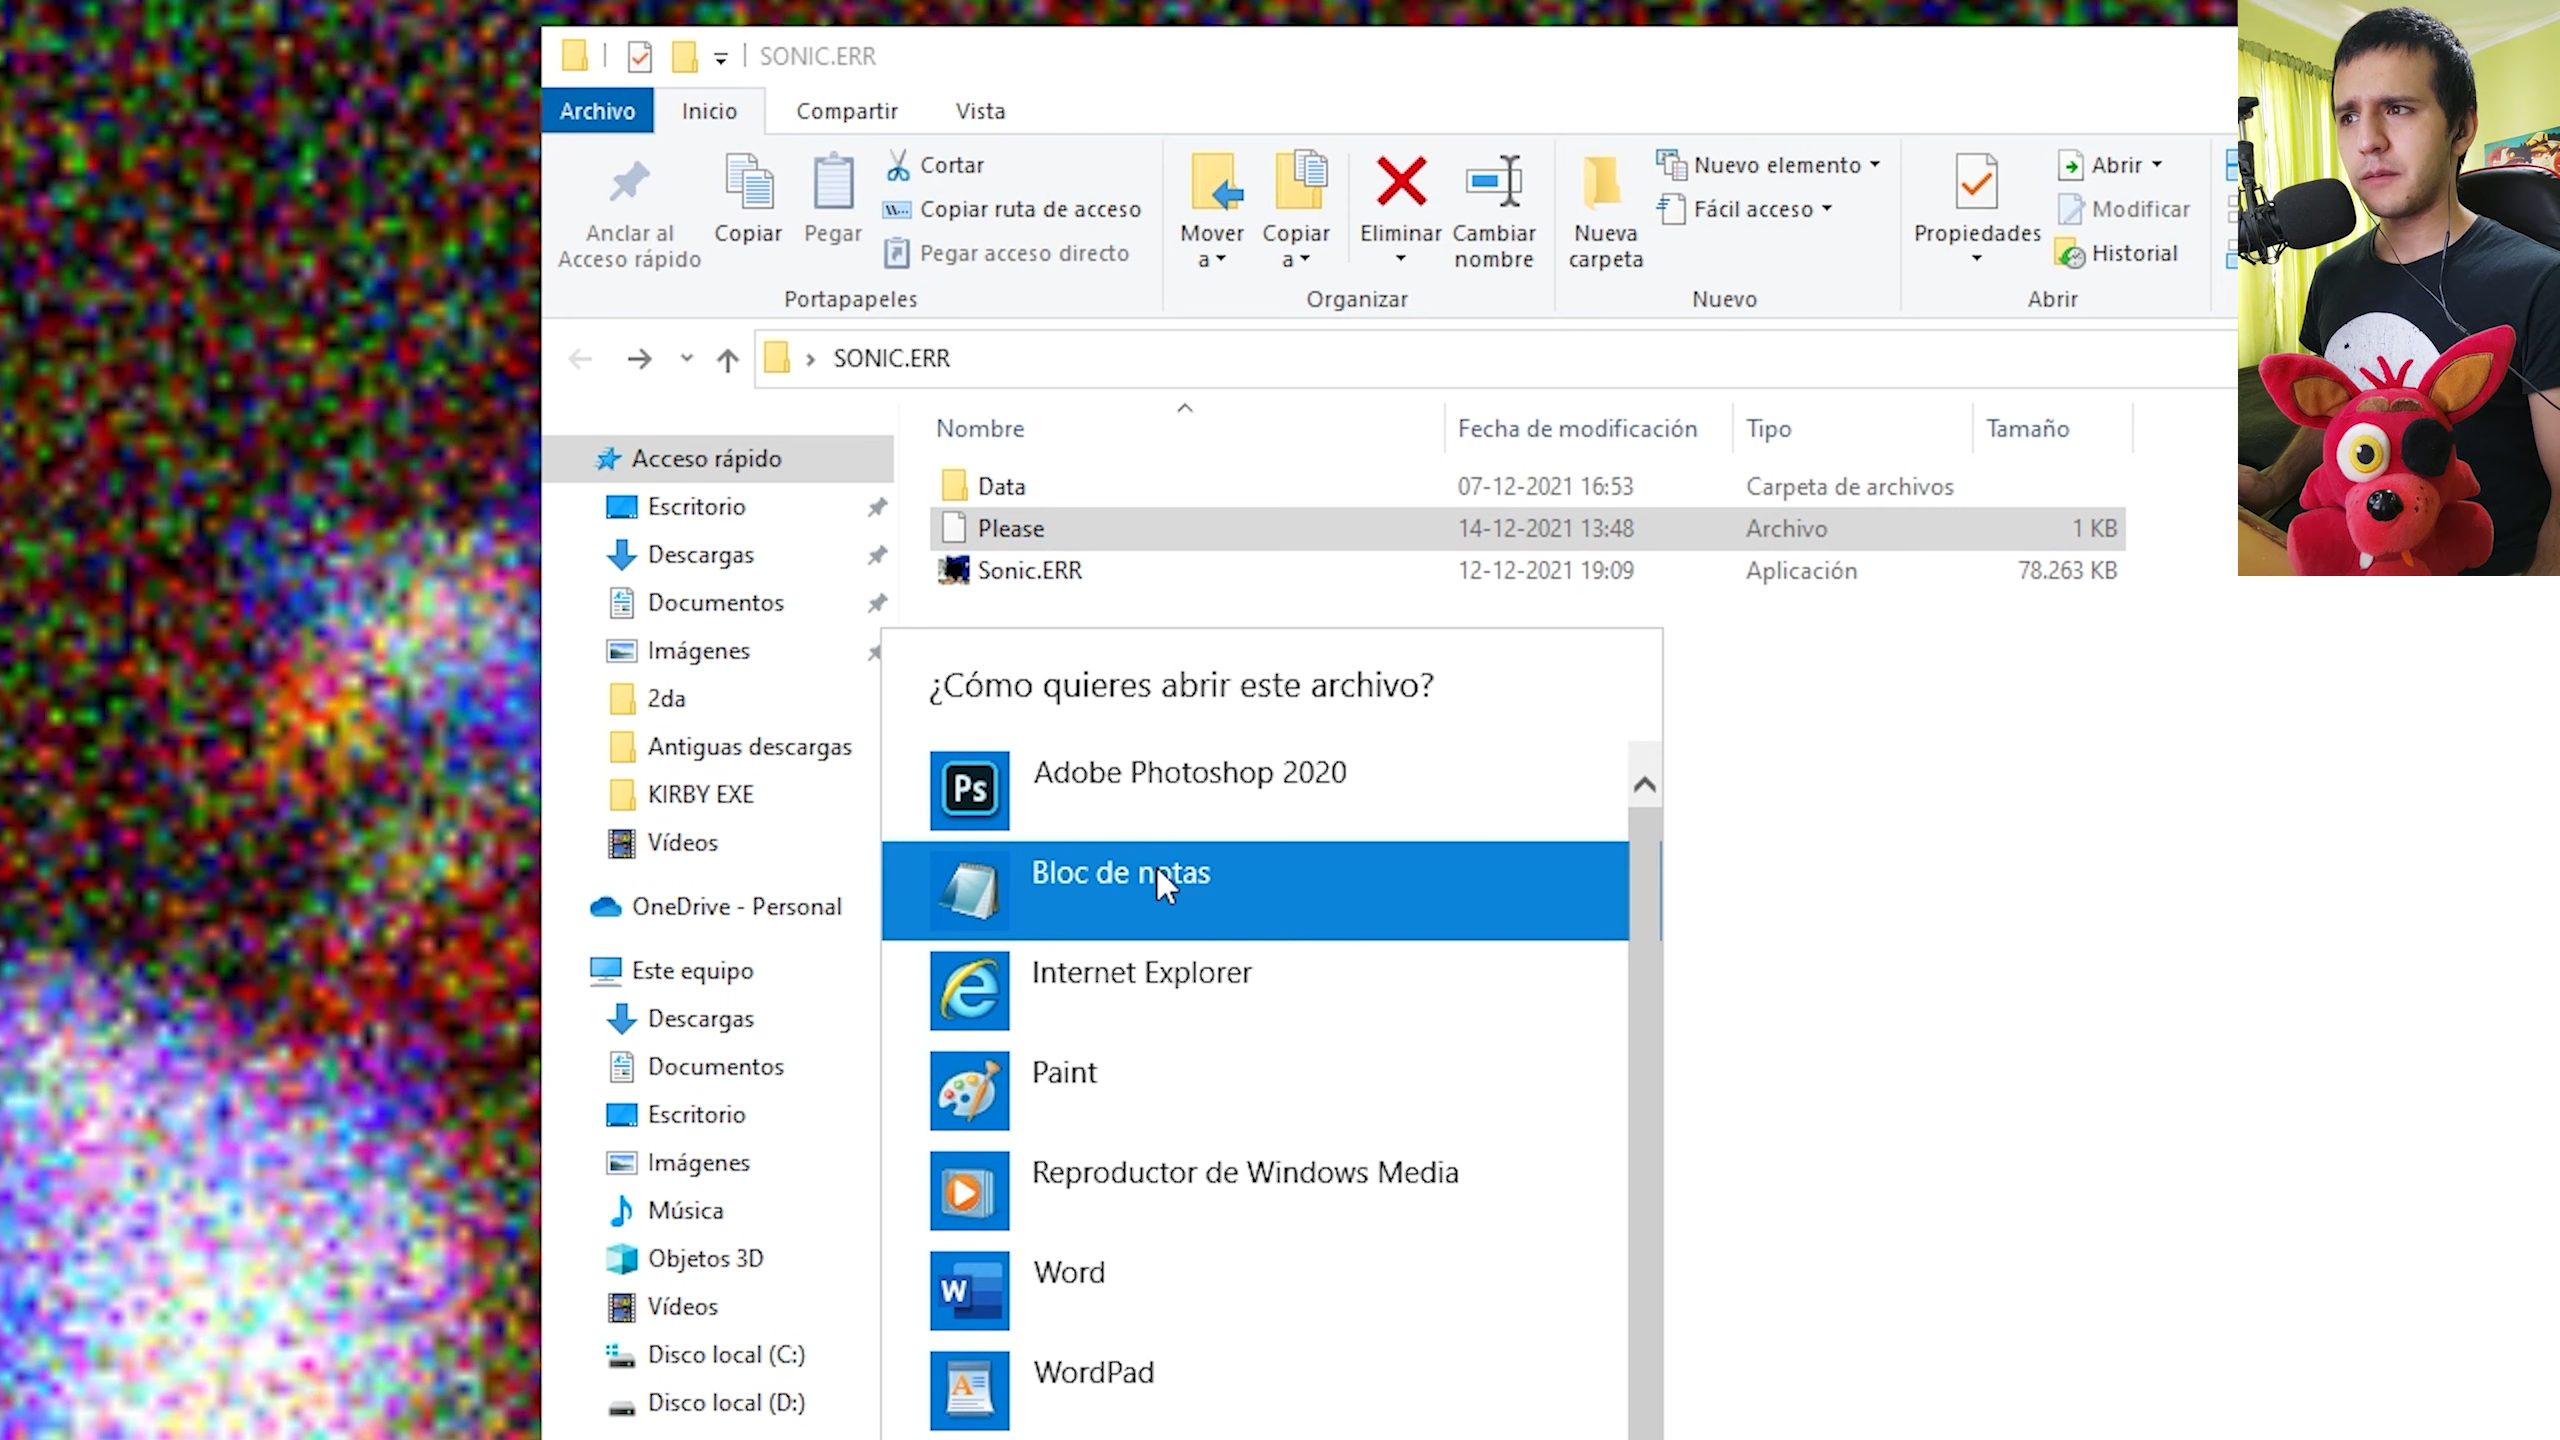 SONIC.ERR
Archivo Inicio Compartir Vista
Anclar al
Acceso rápido
Copiar
Pegar
Cortar
Copiar ruta de acceso
Pegar acceso directo
Portapapeles
Mover
a
Copiar
a
Eliminar
Cambiar
nombre
Organizar
Nueva
carpeta
Nuevo elemento
Fácil acceso
Nuevo
Propiedades
Abrir
Modificar
Historial
Abrir
SONIC.ERR
Nombre Fecha de modificación Tipo Tamaño
Data 07-12-2021 16:53 Carpeta de archivos
Please 14-12-2021 13:48 Archivo 1 KB
Sonic.ERR 12-12-2021 19:09 Aplicación 78.263 KB
Acceso rápido
Escritorio
Descargas
Documentos
Imágenes
2da
Antiguas descargas
KIRBY EXE
Vídeos
OneDrive - Personal
Este equipo
Descargas
Documentos
Escritorio
Imágenes
Música
Objetos 3D
Vídeos
Disco local (C:)
Disco local (D:)
¿Cómo quieres abrir este archivo?
Ps Adobe Photoshop 2020
Bloc de notas
Internet Explorer
Paint
Reproductor de Windows Media
W Word
A WordPad